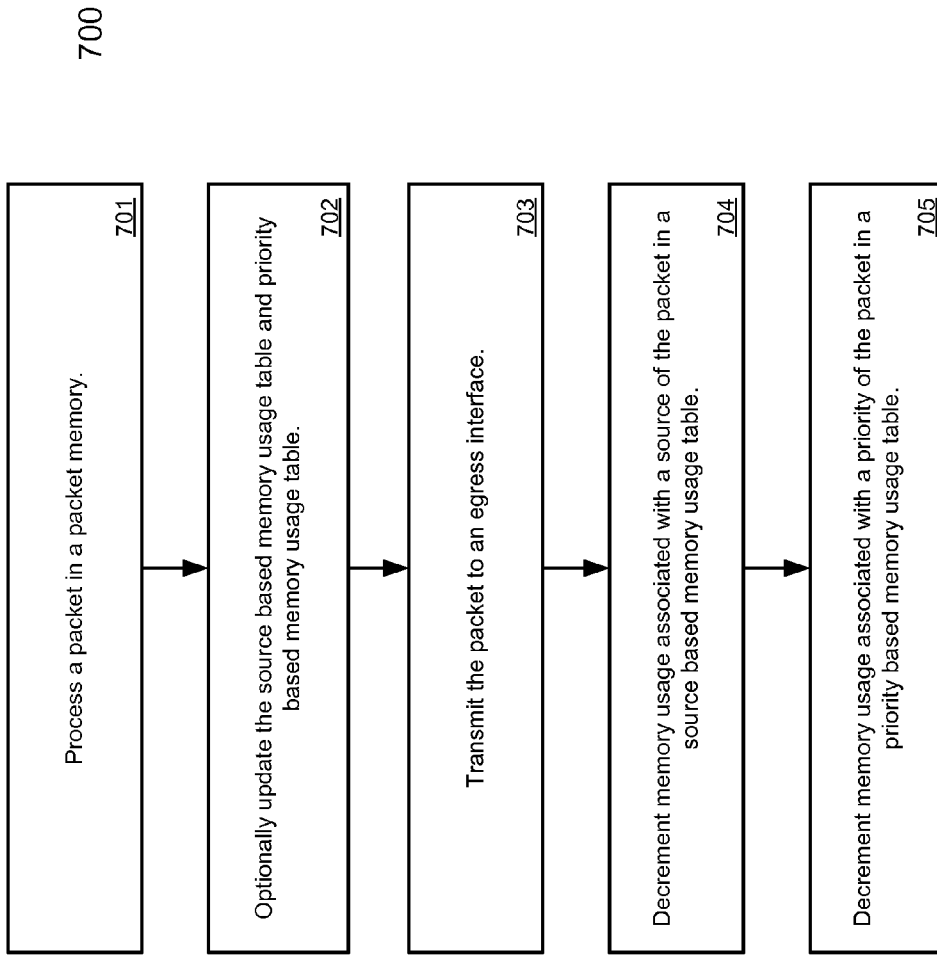 700
Process a packet in a packet memory.
701
Optionally update the source based memory usage table and priority
based memory usage table.
702
Transmit the packet to an egress interface.
703
Decrement memory usage associated with a source of the packet in a
source based memory usage table.
704
Decrement memory usage associated with a priority of the packet in a
priority based memory usage table.
705